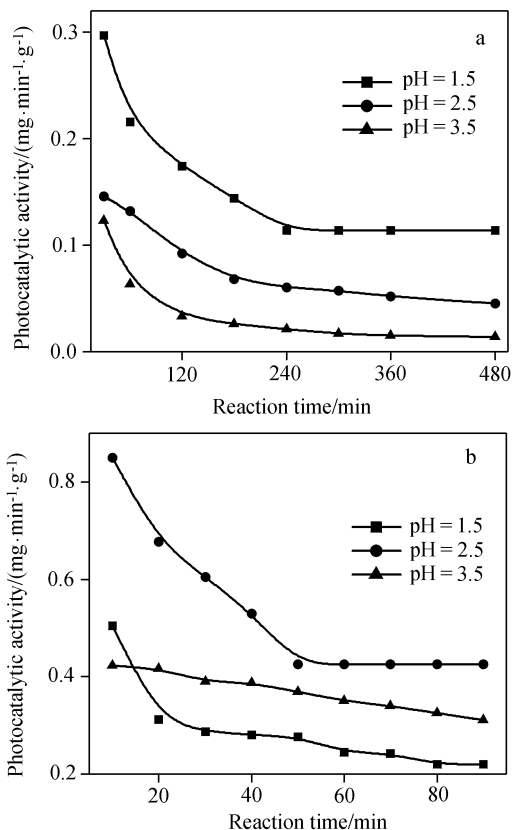 a
pH = 1.5
pH = 2.5
pH = 3.5
Photocatalytic activity/(mg·min⁻¹·g⁻¹)
0.3
0.2
0.1
0.0
120 240 360 480
Reaction time/min
b
pH = 1.5
pH = 2.5
pH = 3.5
Photocatalytic activity/(mg·min⁻¹·g⁻¹)
0.8
0.6
0.4
0.2
20 40 60 80
Reaction time/min